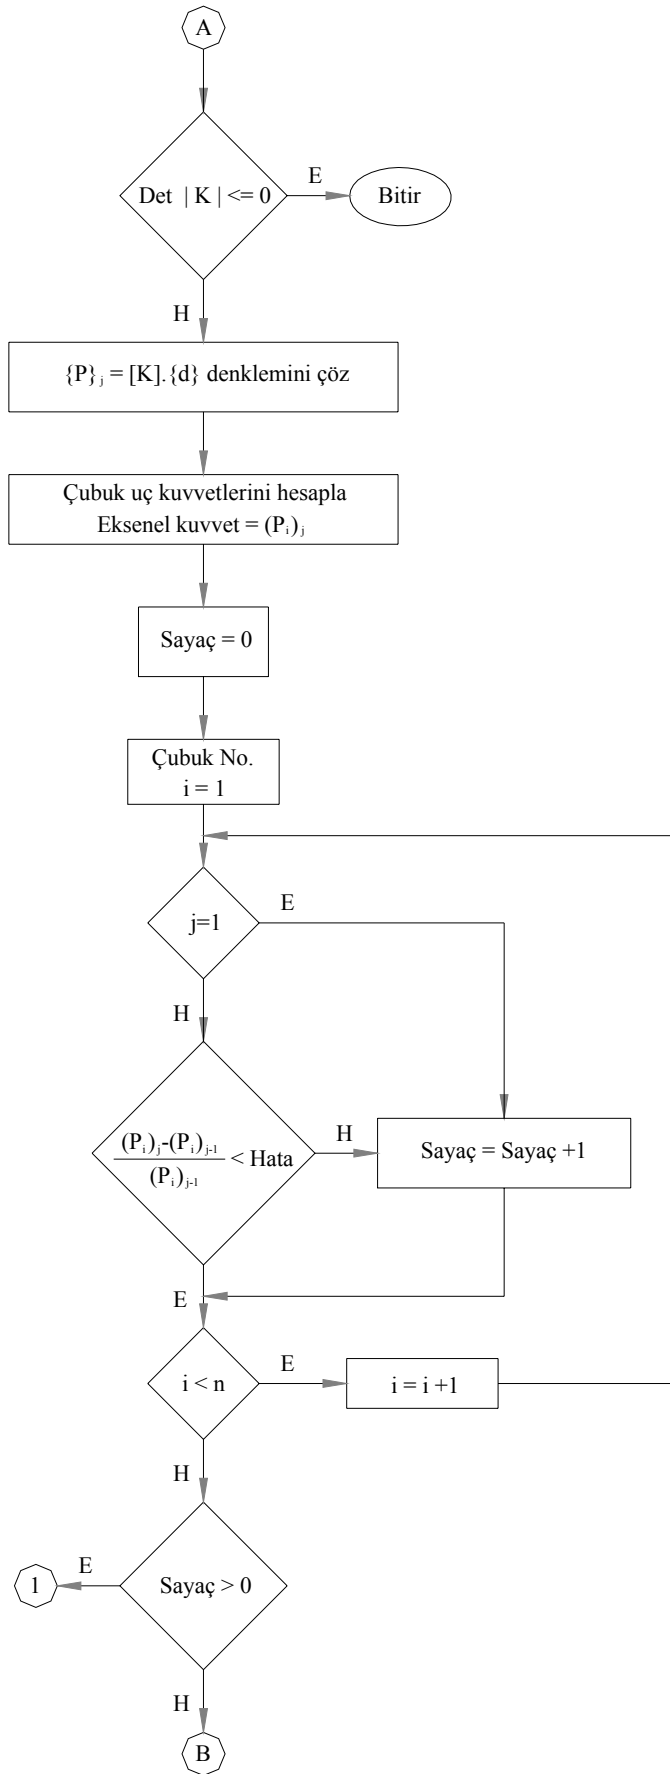 A
Det | K | <= 0
E
Bitir
H
{P}ⱼ = [K].{d} denklemini çöz
Çubuk uç kuvvetlerini hesapla
Eksenel kuvvet = (Pᵢ)ⱼ
Sayaç = 0
Çubuk No.
i = 1
j=1
E
H
(Pᵢ)ⱼ-(Pᵢ)ⱼ₋₁
(Pᵢ)ⱼ₋₁
< Hata
H
Sayaç = Sayaç +1
E
i < n
E
i = i +1
H
Sayaç > 0
E
1
H
B